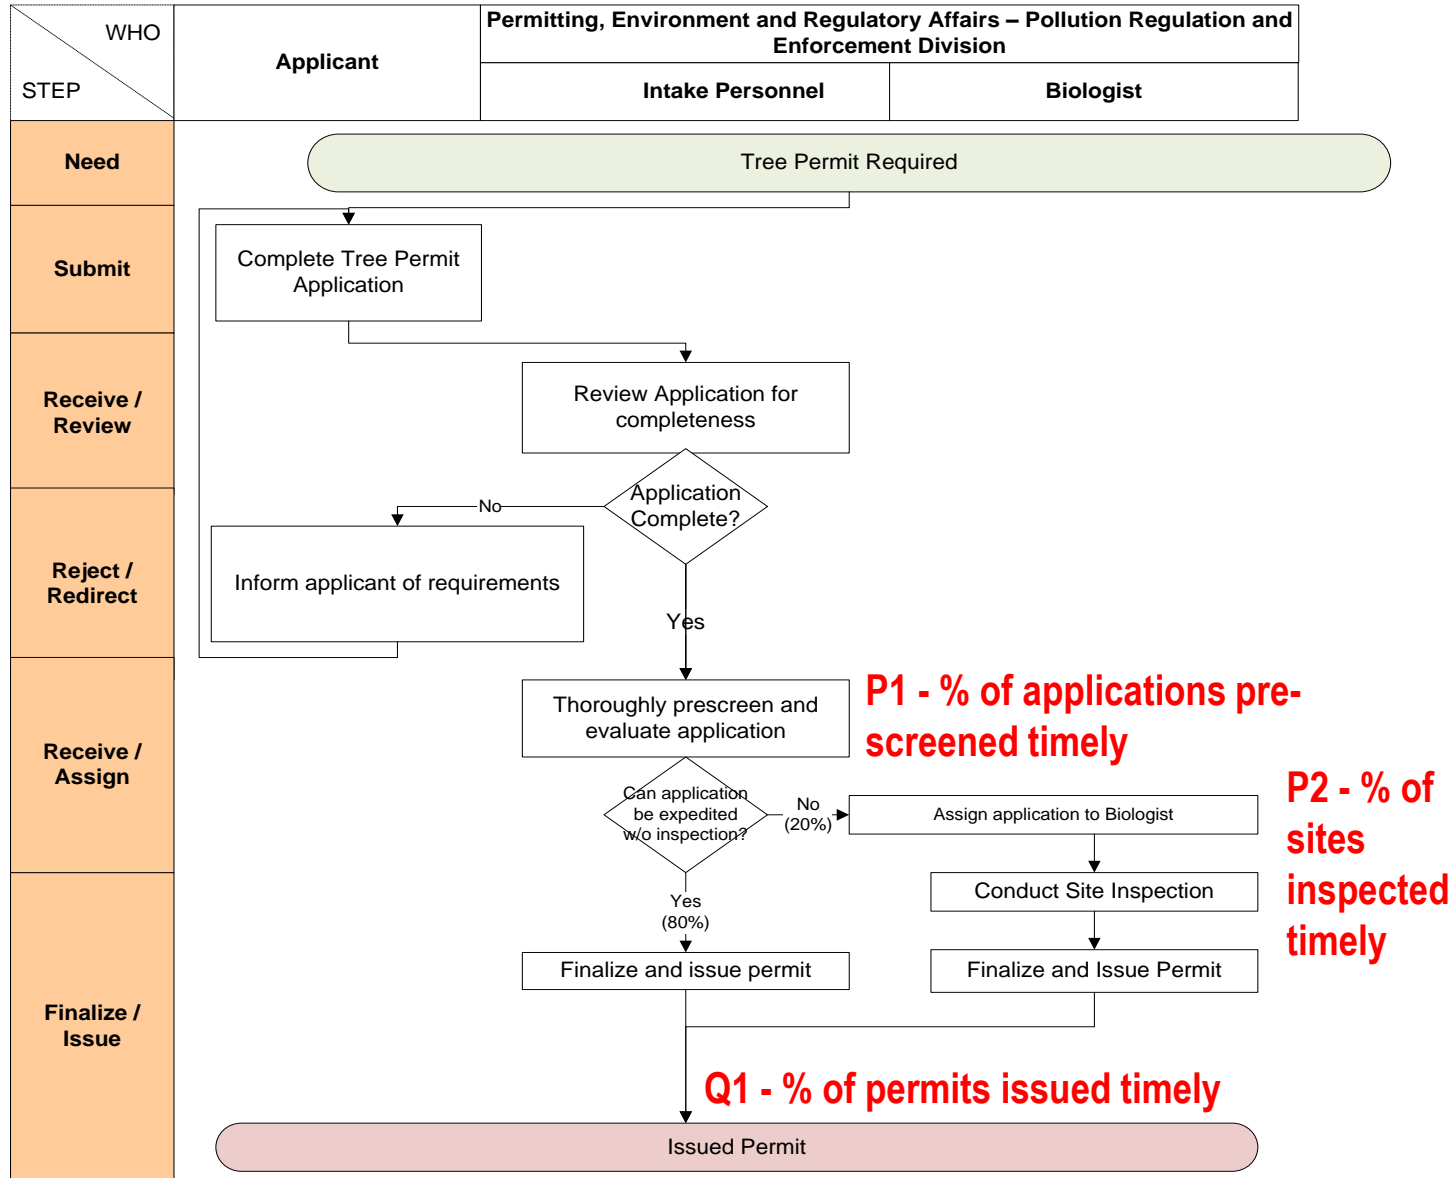 WHO
STEP
Applicant
Permitting, Environment and Regulatory Affairs – Pollution Regulation and
Enforcement Division
Intake Personnel
Biologist
Need
Tree Permit Required
Submit
Complete Tree Permit
Application
Receive /
Review
Review Application for
completeness
Application
Complete?
No
Reject /
Redirect
Inform applicant of requirements
Yes
Receive /
Assign
Thoroughly prescreen and
evaluate application
P1 - % of applications pre-
screened timely
Can application
be expedited
w/o inspection?
No
(20%)
Assign application to Biologist
P2 - % of
sites
inspected
timely
Conduct Site Inspection
Yes
(80%)
Finalize /
Issue
Finalize and issue permit
Finalize and Issue Permit
Q1 - % of permits issued timely
Issued Permit